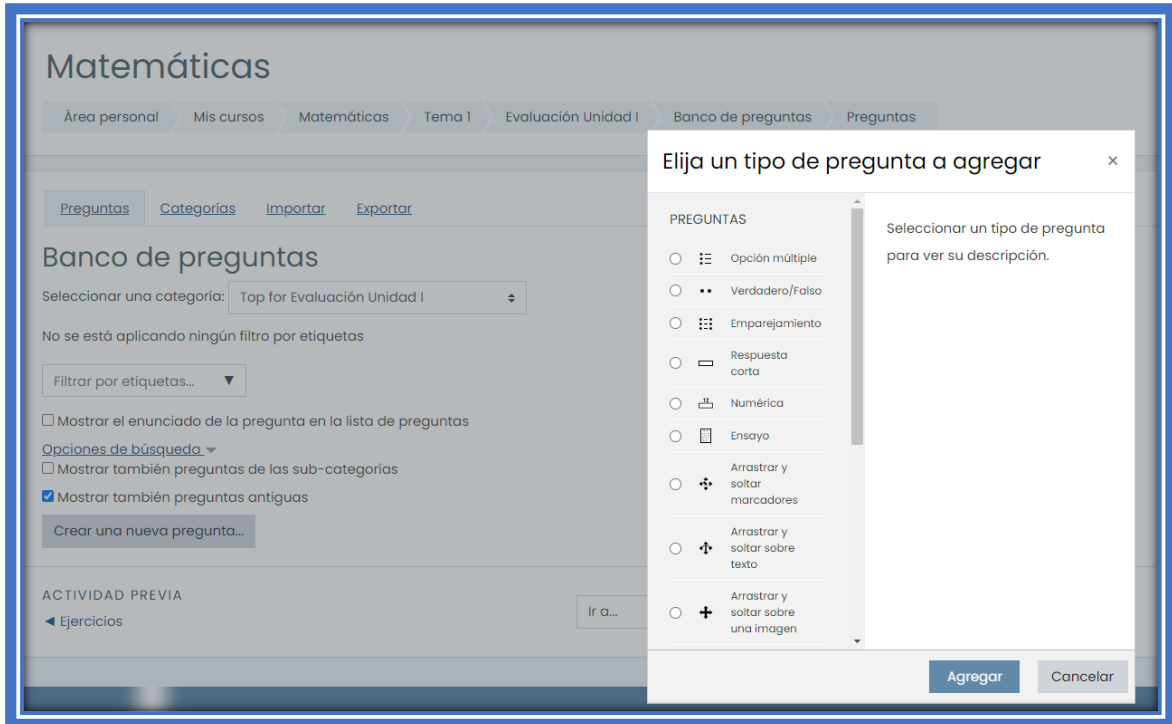 Matemáticas
Área personal
Mis cursos
Matemáticas
Tema 1
Evaluación Unidad I
Banco de preguntas
Preguntas
Preguntas
Categorías
Importar
Exportar
Banco de preguntas
Seleccionar una categoría:
Top for Evaluación Unidad I
No se está aplicando ningún filtro por etiquetas
Filtrar por etiquetas...
Mostrar el enunciado de la pregunta en la lista de preguntas
Opciones de búsqueda
Mostrar también preguntas de las sub-categorías
Mostrar también preguntas antiguas
Crear una nueva pregunta...
ACTIVIDAD PREVIA
Ejercicios
Ir a...
Elija un tipo de pregunta a agregar
PREGUNTAS
Opción múltiple
Verdadero/Falso
Emparejamiento
Respuesta
corta
12
Numérica
Ensayo
Arrastrar y
soltar
marcadores
Arrastrar y
soltar sobre
texto
Arrastrar y
soltar sobre
una imagen
Seleccionar un tipo de pregunta
para ver su descripción.
Agregar
Cancelar